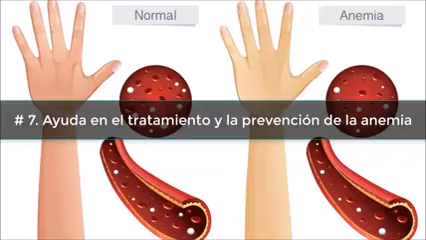 Normal
Anemia
# 7. Ayuda en el tratamiento y la prevención de la anemia